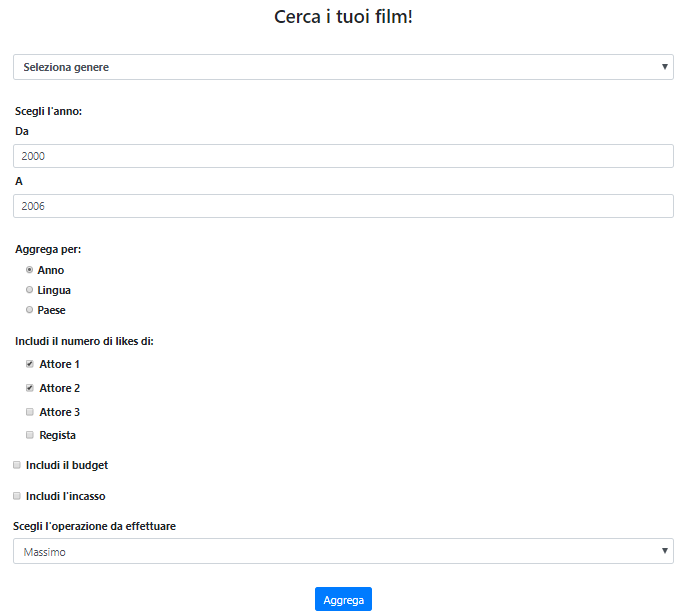 Cerca i tuoi film!
Seleziona genere
Scegli l'anno:
Da
2000
A
2006
Aggrega per:
Anno
Lingua
Paese
Includi il numero di likes di:
Attore 1
Attore 2
Attore 3
Regista
Includi il budget
Includi l'incasso
Scegli l'operazione da effettuare
Massimo
Aggrega